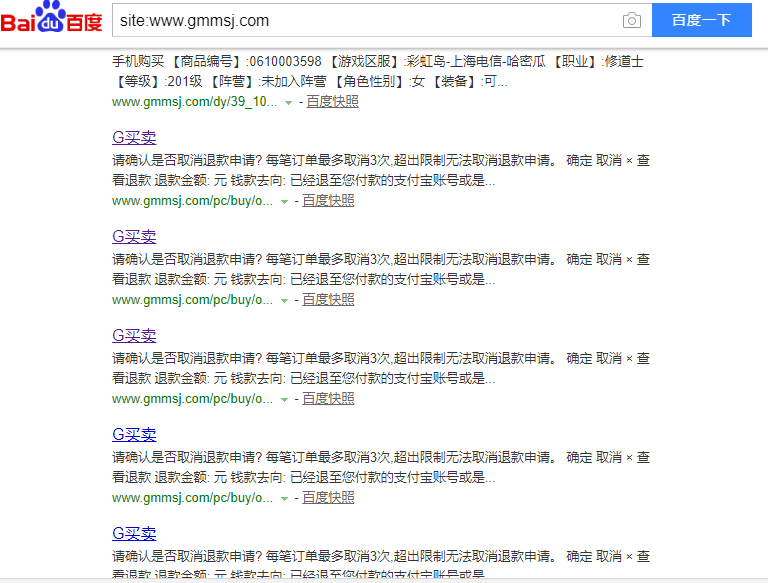 Baidu百度 site:www.gmmsj.com 百度一下
手机购买 【商品编号】:0610003598 【游戏区服】:彩虹岛-上海电信-哈密瓜 【职业】:修道士
【等级】:201级 【阵营】:未加入阵营 【角色性别】:女 【装备】:可...
www.gmmsj.com/dy/39_10... - 百度快照
G买卖
请确认是否取消退款申请? 每笔订单最多取消3次,超出限制无法取消退款申请。 确定 取消 × 查
看退款 退款金额: 元 钱款去向: 已经退至您付款的支付宝账号或是...
www.gmmsj.com/pc/buy/o... - 百度快照
G买卖
请确认是否取消退款申请? 每笔订单最多取消3次,超出限制无法取消退款申请。 确定 取消 × 查
看退款 退款金额: 元 钱款去向: 已经退至您付款的支付宝账号或是...
www.gmmsj.com/pc/buy/o... - 百度快照
G买卖
请确认是否取消退款申请? 每笔订单最多取消3次,超出限制无法取消退款申请。 确定 取消 × 查
看退款 退款金额: 元 钱款去向: 已经退至您付款的支付宝账号或是...
www.gmmsj.com/pc/buy/o... - 百度快照
G买卖
请确认是否取消退款申请? 每笔订单最多取消3次,超出限制无法取消退款申请。 确定 取消 × 查
看退款 退款金额: 元 钱款去向: 已经退至您付款的支付宝账号或是...
www.gmmsj.com/pc/buy/o... - 百度快照
G买卖
请确认是否取消退款申请? 每笔订单最多取消3次,超出限制无法取消退款申请。 确定 取消 × 查
看退款 退款金额: 元 钱款去向: 已经退至您付款的支付宝账号或是...